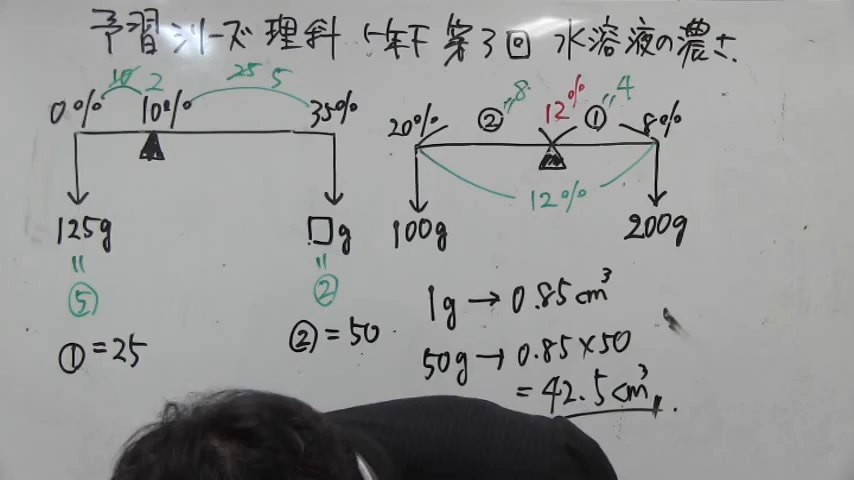 予習シリーズ理科 5年下 第3回 水溶液の濃さ
0% 10 2 10% 25 5 35%
125g □g
〃 〃
⑤ ②
①=25 ②=50
20% ② 〃 8 12% ① 〃 4 8%
12%
100g 200g
1g → 0.85cm³
50g → 0.85×50
= 42.5cm³